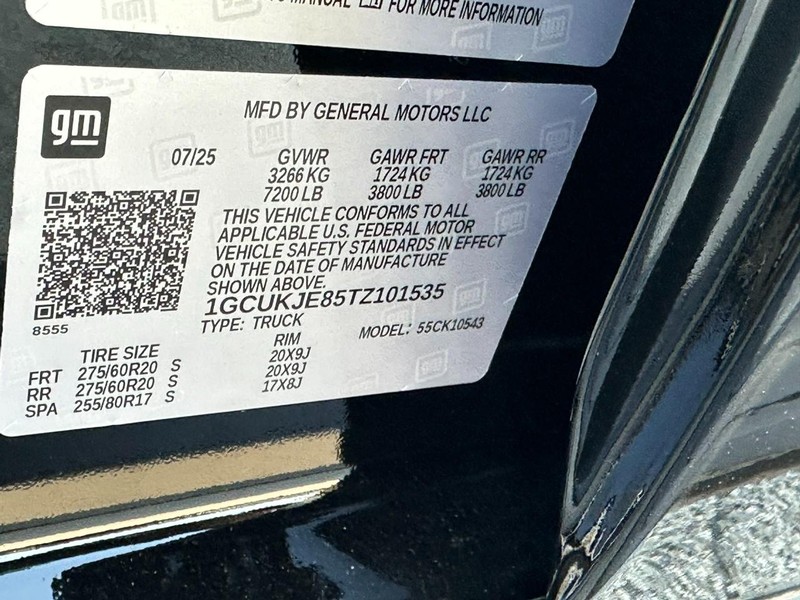 MANUAL FOR MORE INFORMATION
gm
MFD BY GENERAL MOTORS LLC
07/25 GVWR GAWR FRT GAWR RR
3266 KG 1724 KG 1724 KG
7200 LB 3800 LB 3800 LB
THIS VEHICLE CONFORMS TO ALL
APPLICABLE U.S. FEDERAL MOTOR
VEHICLE SAFETY STANDARDS IN EFFECT
ON THE DATE OF MANUFACTURE
SHOWN ABOVE.
1GCUKJE85TZ101535
8555
TYPE: TRUCK MODEL: 55CK10543
TIRE SIZE RIM
FRT 275/60R20 S 20X9J
RR 275/60R20 S 20X9J
SPA 255/80R17 S 17X8J